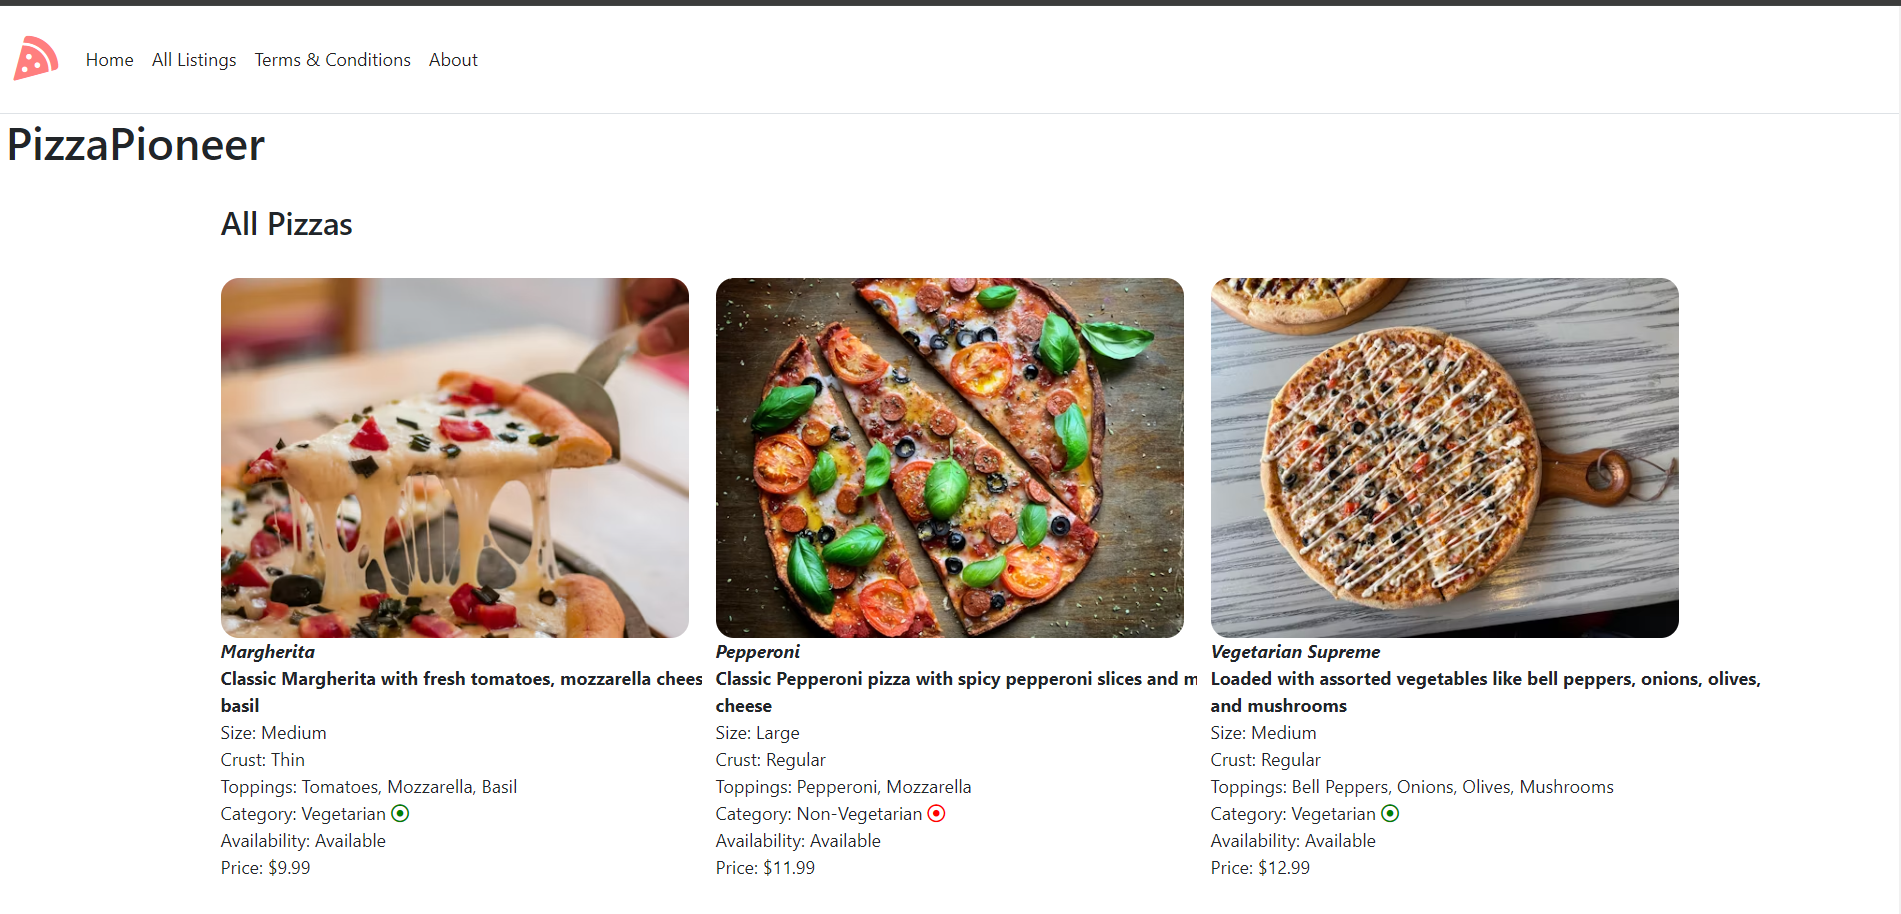 Home All Listings Terms & Conditions About
PizzaPioneer
All Pizzas
Margherita
Classic Margherita with fresh tomatoes, mozzarella
basil
Size: Medium
Crust: Thin
Toppings: Tomatoes, Mozzarella, Basil
Category: Vegetarian
Availability: Available
Price: $9.99
Pepperoni
Classic Pepperoni pizza with spicy pepperoni slices and
cheese
Size: Large
Crust: Regular
Toppings: Pepperoni, Mozzarella
Category: Non-Vegetarian
Availability: Available
Price: $11.99
Vegetarian Supreme
Loaded with assorted vegetables like bell peppers, onions, olives,
and mushrooms
Size: Medium
Crust: Regular
Toppings: Bell Peppers, Onions, Olives, Mushrooms
Category: Vegetarian
Availability: Available
Price: $12.99